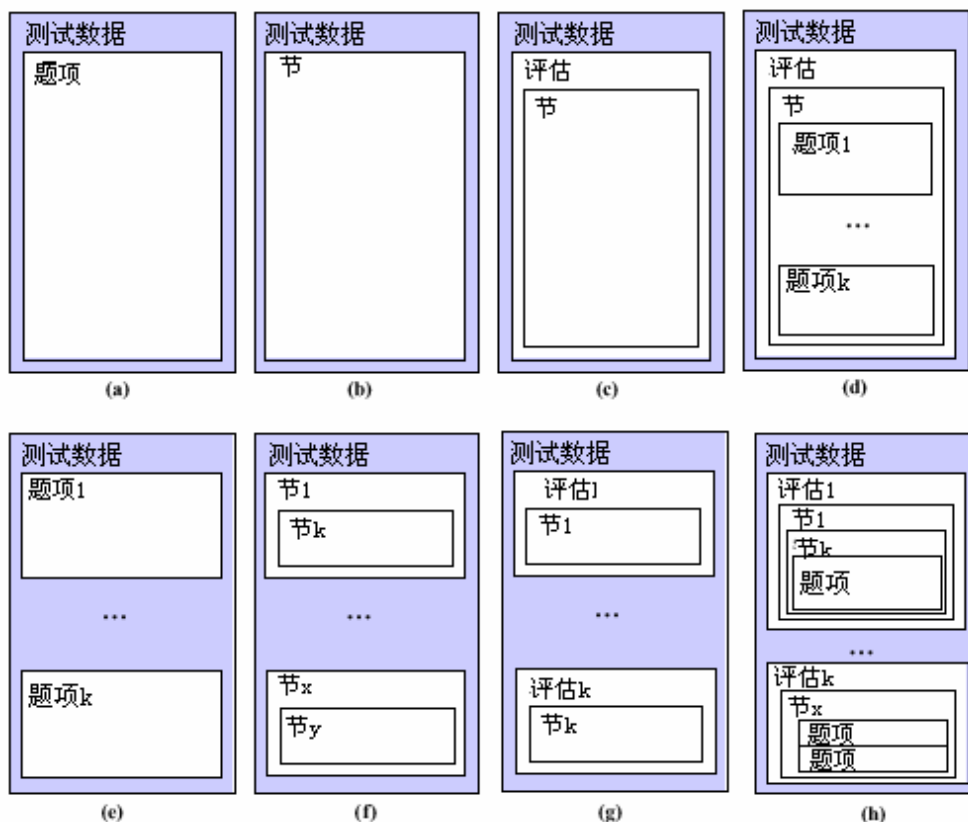 测试数据
题项
(a)
测试数据
节
(b)
测试数据
评估
节
(c)
测试数据
评估
节
题项1
...
题项k
(d)
测试数据
题项1
...
题项k
(e)
测试数据
节1
节k
...
节x
节y
(f)
测试数据
评估1
节1
...
评估k
节k
(g)
测试数据
评估1
节1
节k
题项
...
评估k
节x
题项
题项
(h)